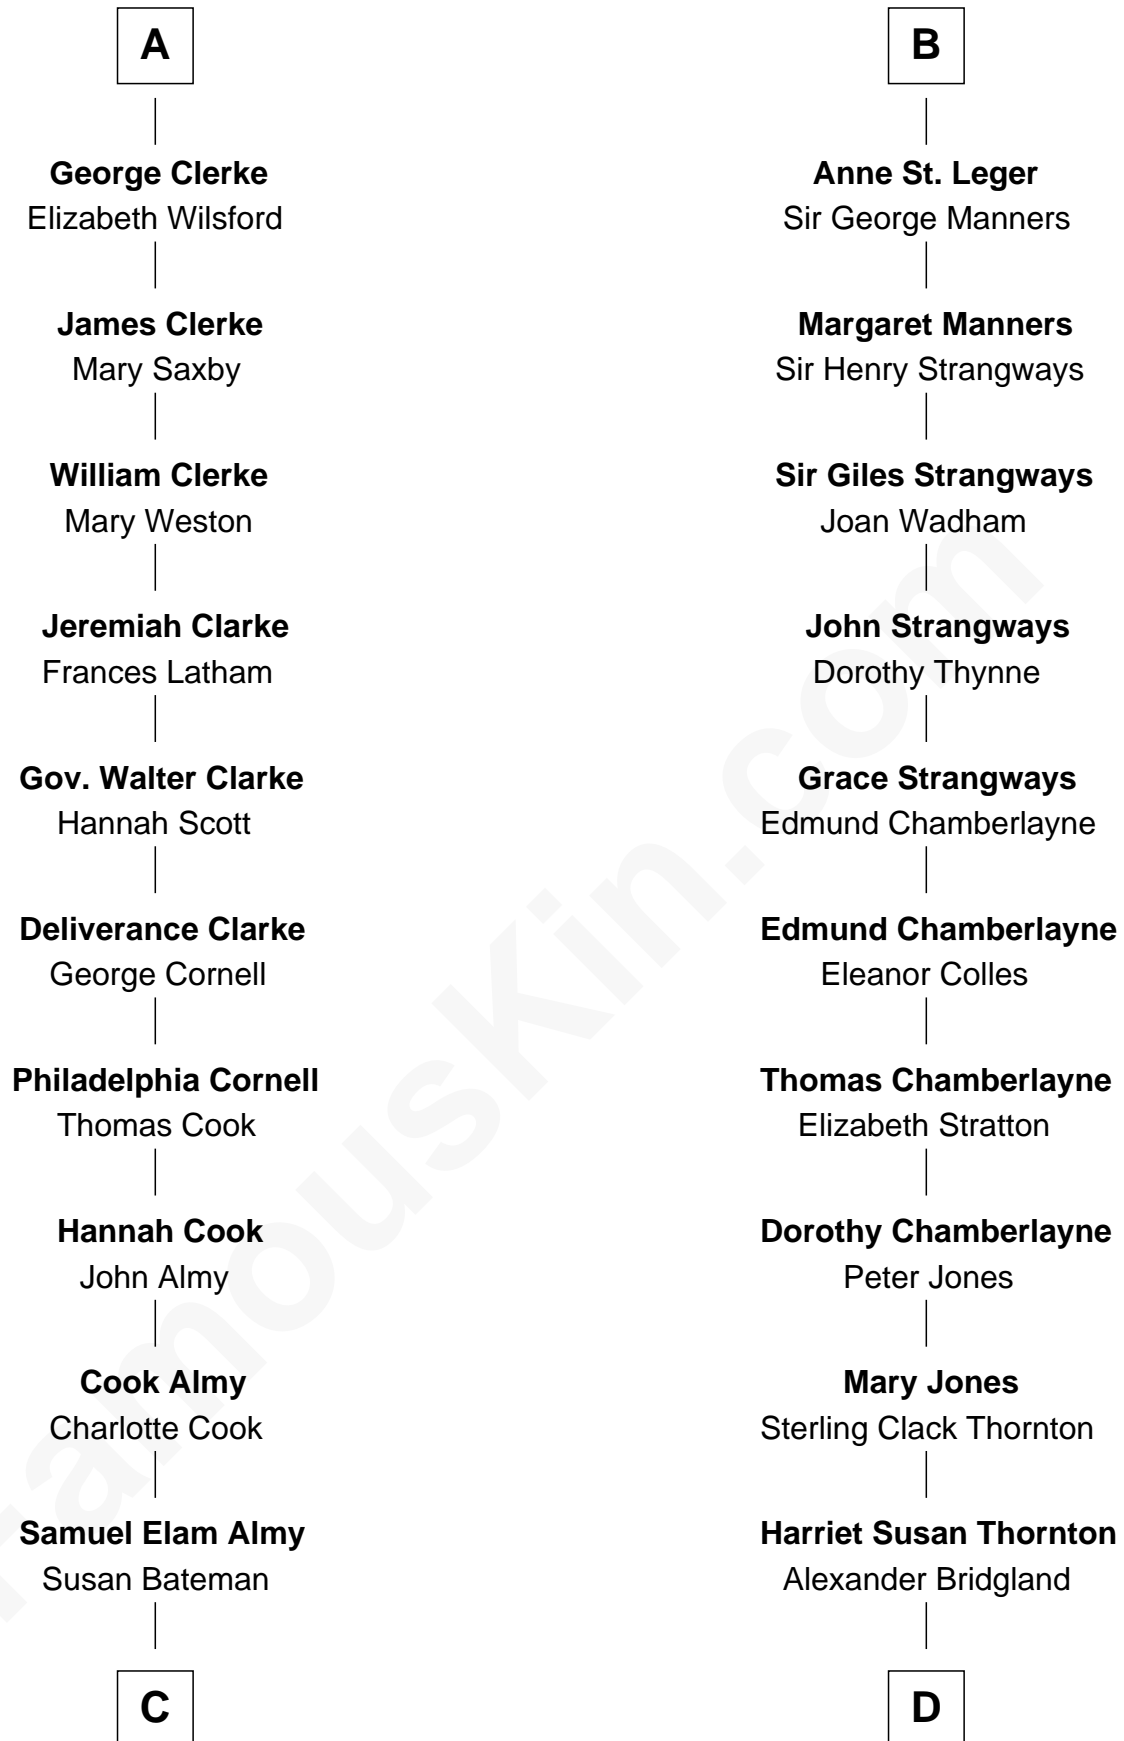 A
George Clerke
Elizabeth Wilsford
James Clerke
Mary Saxby
William Clerke
Mary Weston
Jeremiah Clarke
Frances Latham
Gov. Walter Clarke
Hannah Scott
Deliverance Clarke
George Cornell
Philadelphia Cornell
Thomas Cook
Hannah Cook
John Almy
Cook Almy
Charlotte Cook
Samuel Elam Almy
Susan Bateman
C
B
Anne St. Leger
Sir George Manners
Margaret Manners
Sir Henry Strangways
Sir Giles Strangways
Joan Wadham
John Strangways
Dorothy Thynne
Grace Strangways
Edmund Chamberlayne
Edmund Chamberlayne
Eleanor Colles
Thomas Chamberlayne
Elizabeth Stratton
Dorothy Chamberlayne
Peter Jones
Mary Jones
Sterling Clack Thornton
Harriet Susan Thornton
Alexander Bridgland
D
FamousKin.com